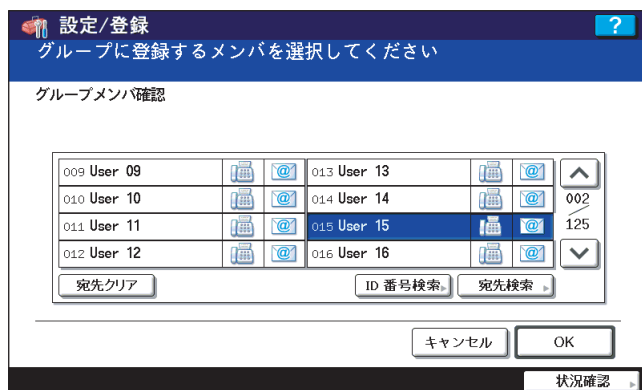 設定/登録 ?
グループに登録するメンバを選択してください
グループメンバ確認
009 User 09 013 User 13
010 User 10 014 User 14 002
011 User 11 015 User 15 125
012 User 12 016 User 16
宛先クリア ID 番号検索 宛先検索
キャンセル OK
状況確認